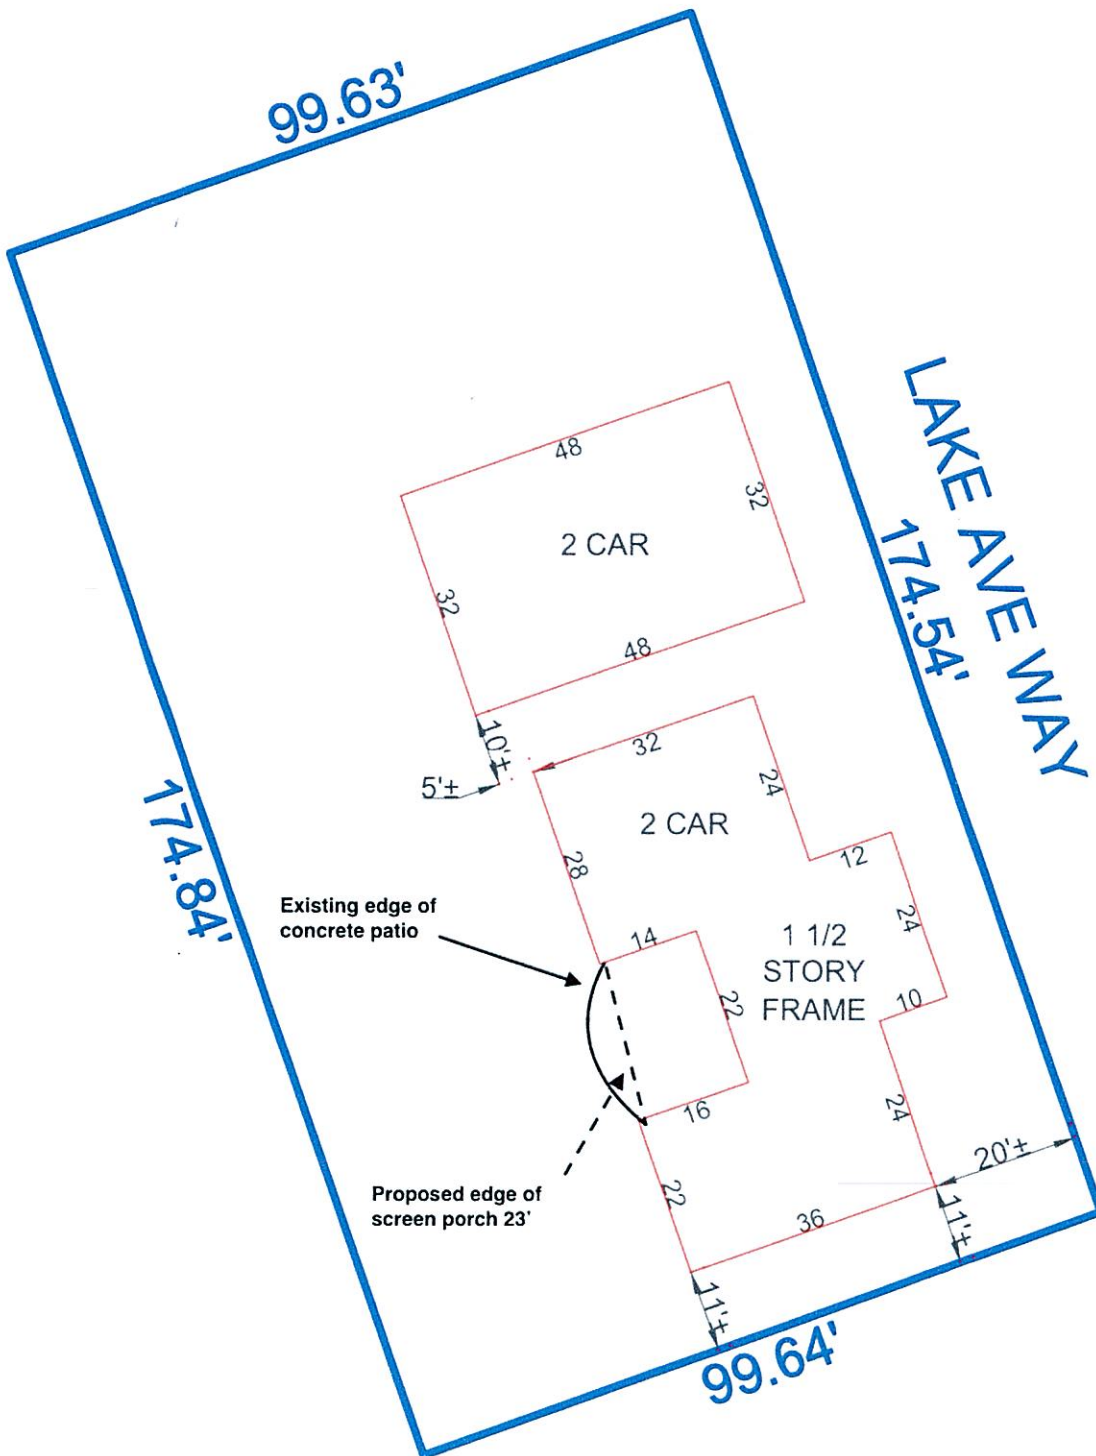 99.63'
LAKE AVE WAY
174.54'
48
32
2 CAR
32
48
10'±
5'±
32
24
2 CAR
12
28
174.84'
Existing edge of
concrete patio
14
24
1 1/2
STORY
FRAME
22
10
16
24
20'±
Proposed edge of
screen porch 23'
22
36
11'±
11'±
99.64'